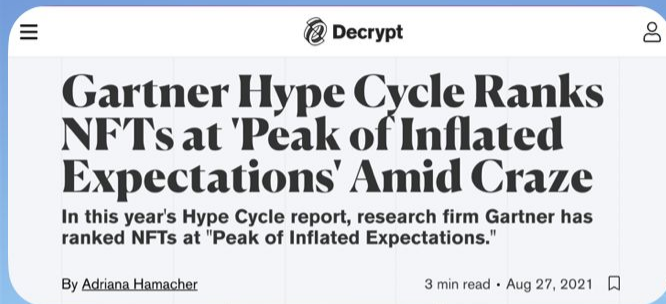 Decrypt
Gartner Hype Cycle Ranks
NFTs at 'Peak of Inflated
Expectations' Amid Craze
In this year's Hype Cycle report, research firm Gartner has
ranked NFTs at "Peak of Inflated Expectations."
By Adriana Hamacher 3 min read • Aug 27, 2021